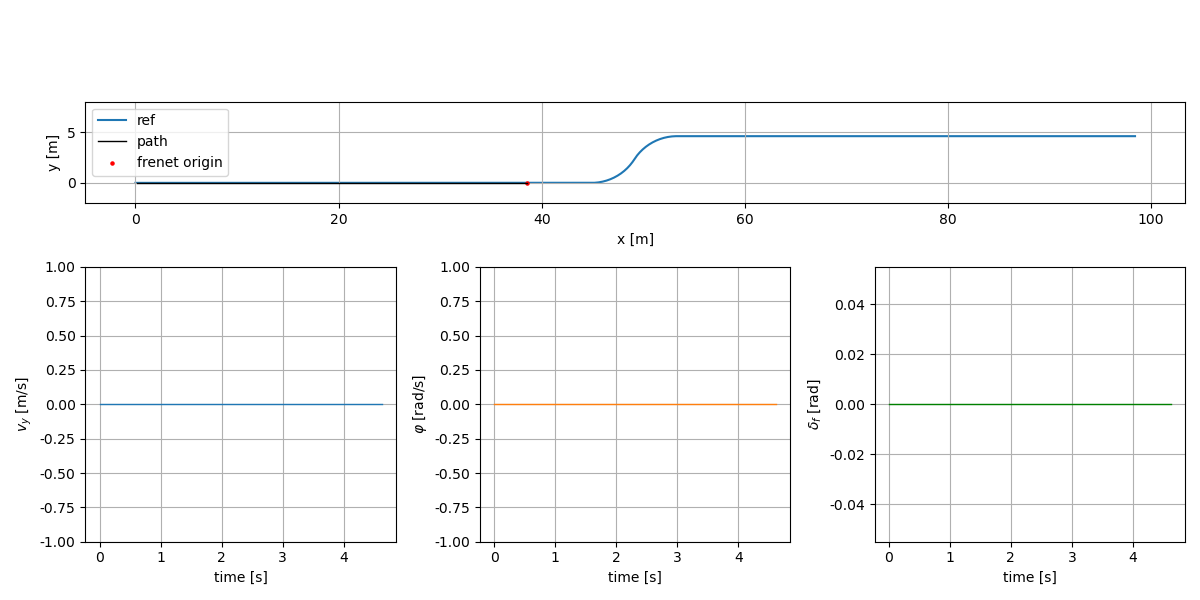 5
0
y [m]
ref
path
frenet origin
0 20 40 60 80 100
x [m]
1.00
0.75
0.50
0.25
0.00
-0.25
-0.50
-0.75
-1.00
v_y [m/s]
0 1 2 3 4
time [s]
1.00
0.75
0.50
0.25
0.00
-0.25
-0.50
-0.75
-1.00
φ [rad/s]
0 1 2 3 4
time [s]
0.04
0.02
0.00
-0.02
-0.04
δ_f [rad]
0 1 2 3 4
time [s]